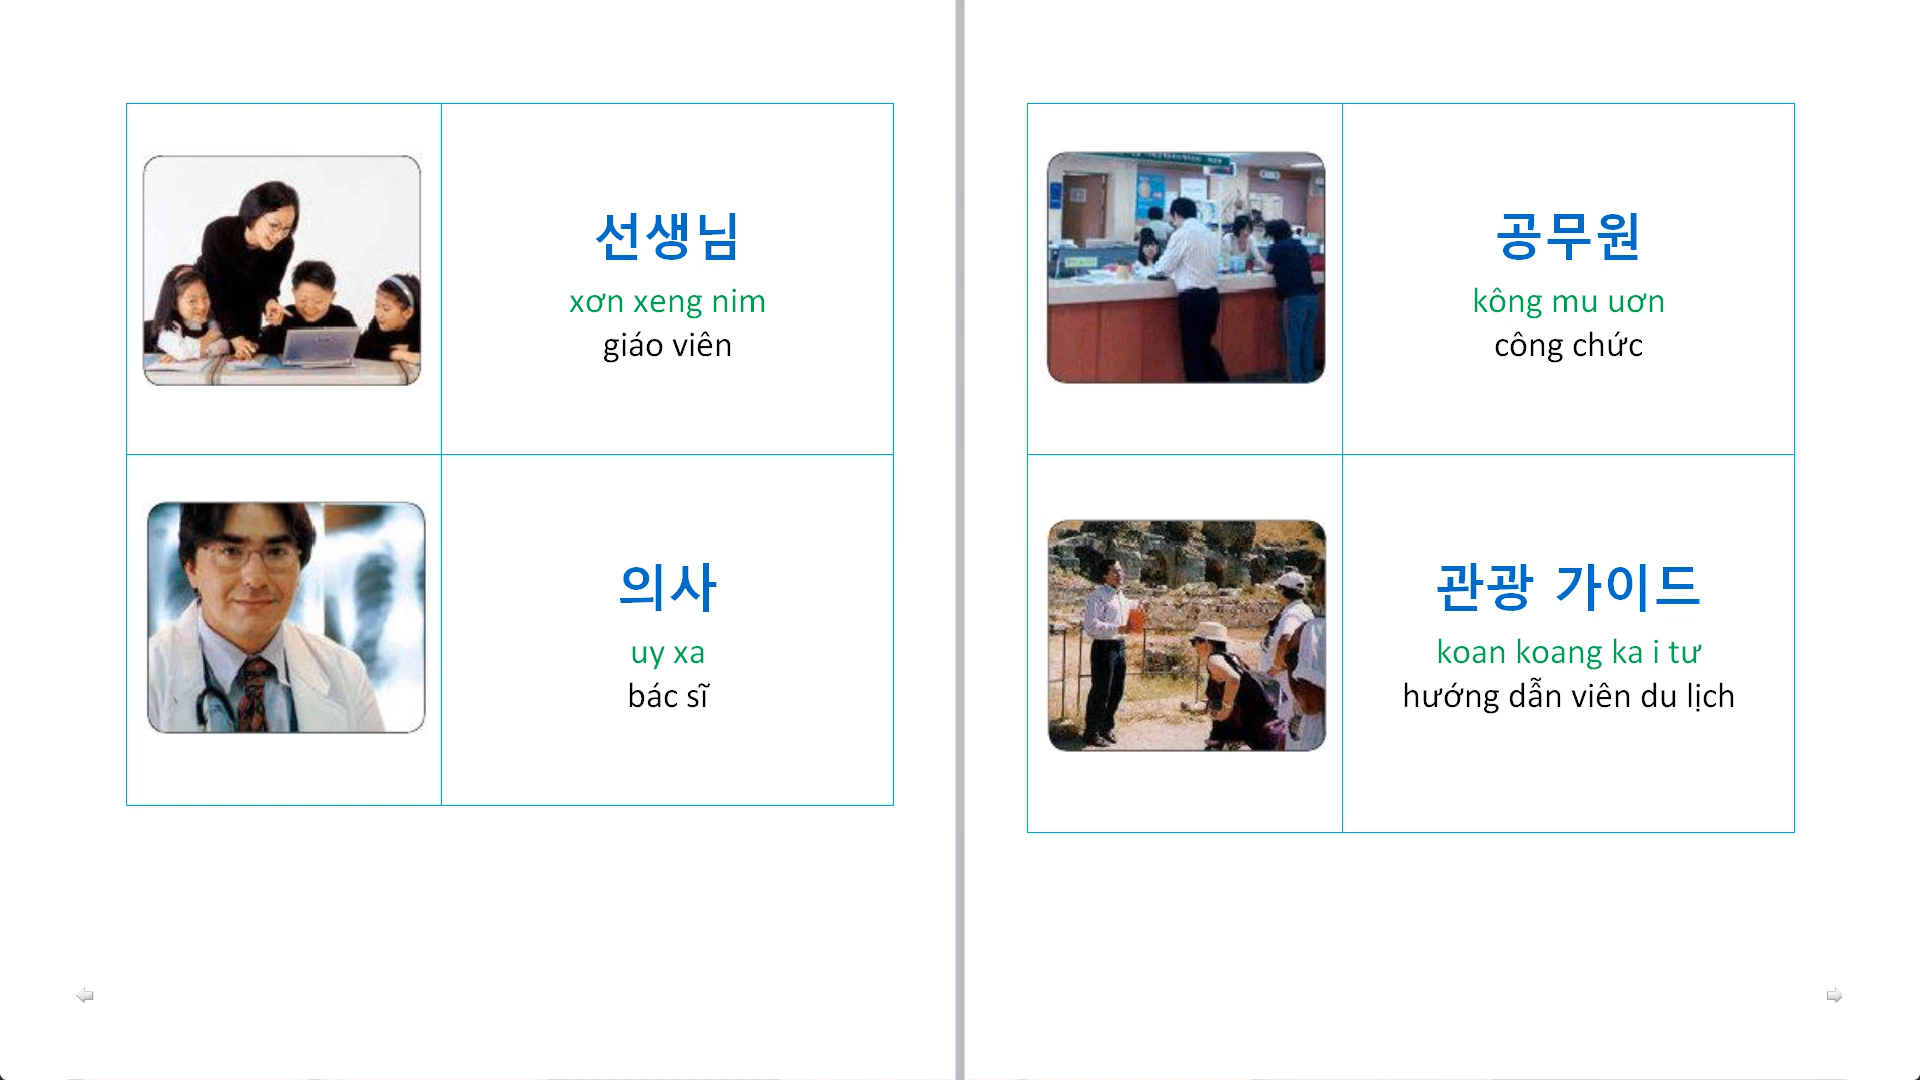 선생님
xơn xeng nim
giáo viên
의사
uy xa
bác sĩ
공무원
kông mu uơn
công chức
관광 가이드
koan koang ka i tư
hướng dẫn viên du lịch